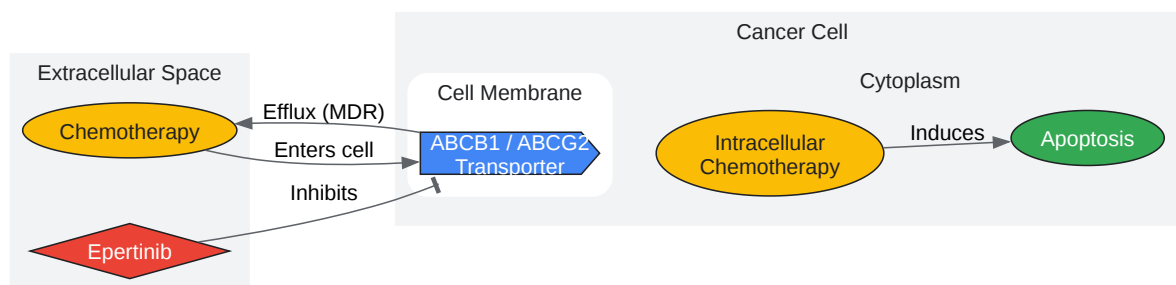 Cancer Cell
Extracellular Space
Cytoplasm
Cell Membrane
Efflux (MDR)
Chemotherapy
Enters cell
ABCB1 / ABCG2
Transporter
Intracellular
Chemotherapy
Induces
Apoptosis
Inhibits
Epertinib